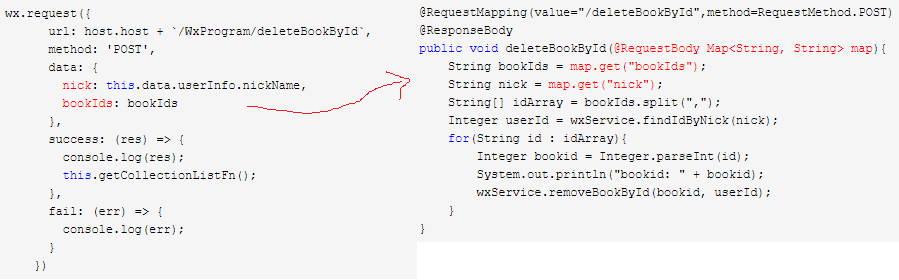 wx.request({
url: host.host + `/WxProgram/deleteBookById`,
method: 'POST',
data: {
nick: this.data.userInfo.nickName,
bookIds: bookIds
},
success: (res) => {
console.log(res);
this.getCollectionListFn();
},
fail: (err) => {
console.log(err);
}
})
@RequestMapping(value="/deleteBookById",method=RequestMethod.POST)
@ResponseBody
public void deleteBookById(@RequestBody Map<String, String> map){
String bookIds = map.get("bookIds");
String nick = map.get("nick");
String[] idArray = bookIds.split(",");
Integer userId = wxService.findIdByNick(nick);
for(String id : idArray){
Integer bookid = Integer.parseInt(id);
System.out.println("bookid: " + bookid);
wxService.removeBookById(bookid, userId);
}
}